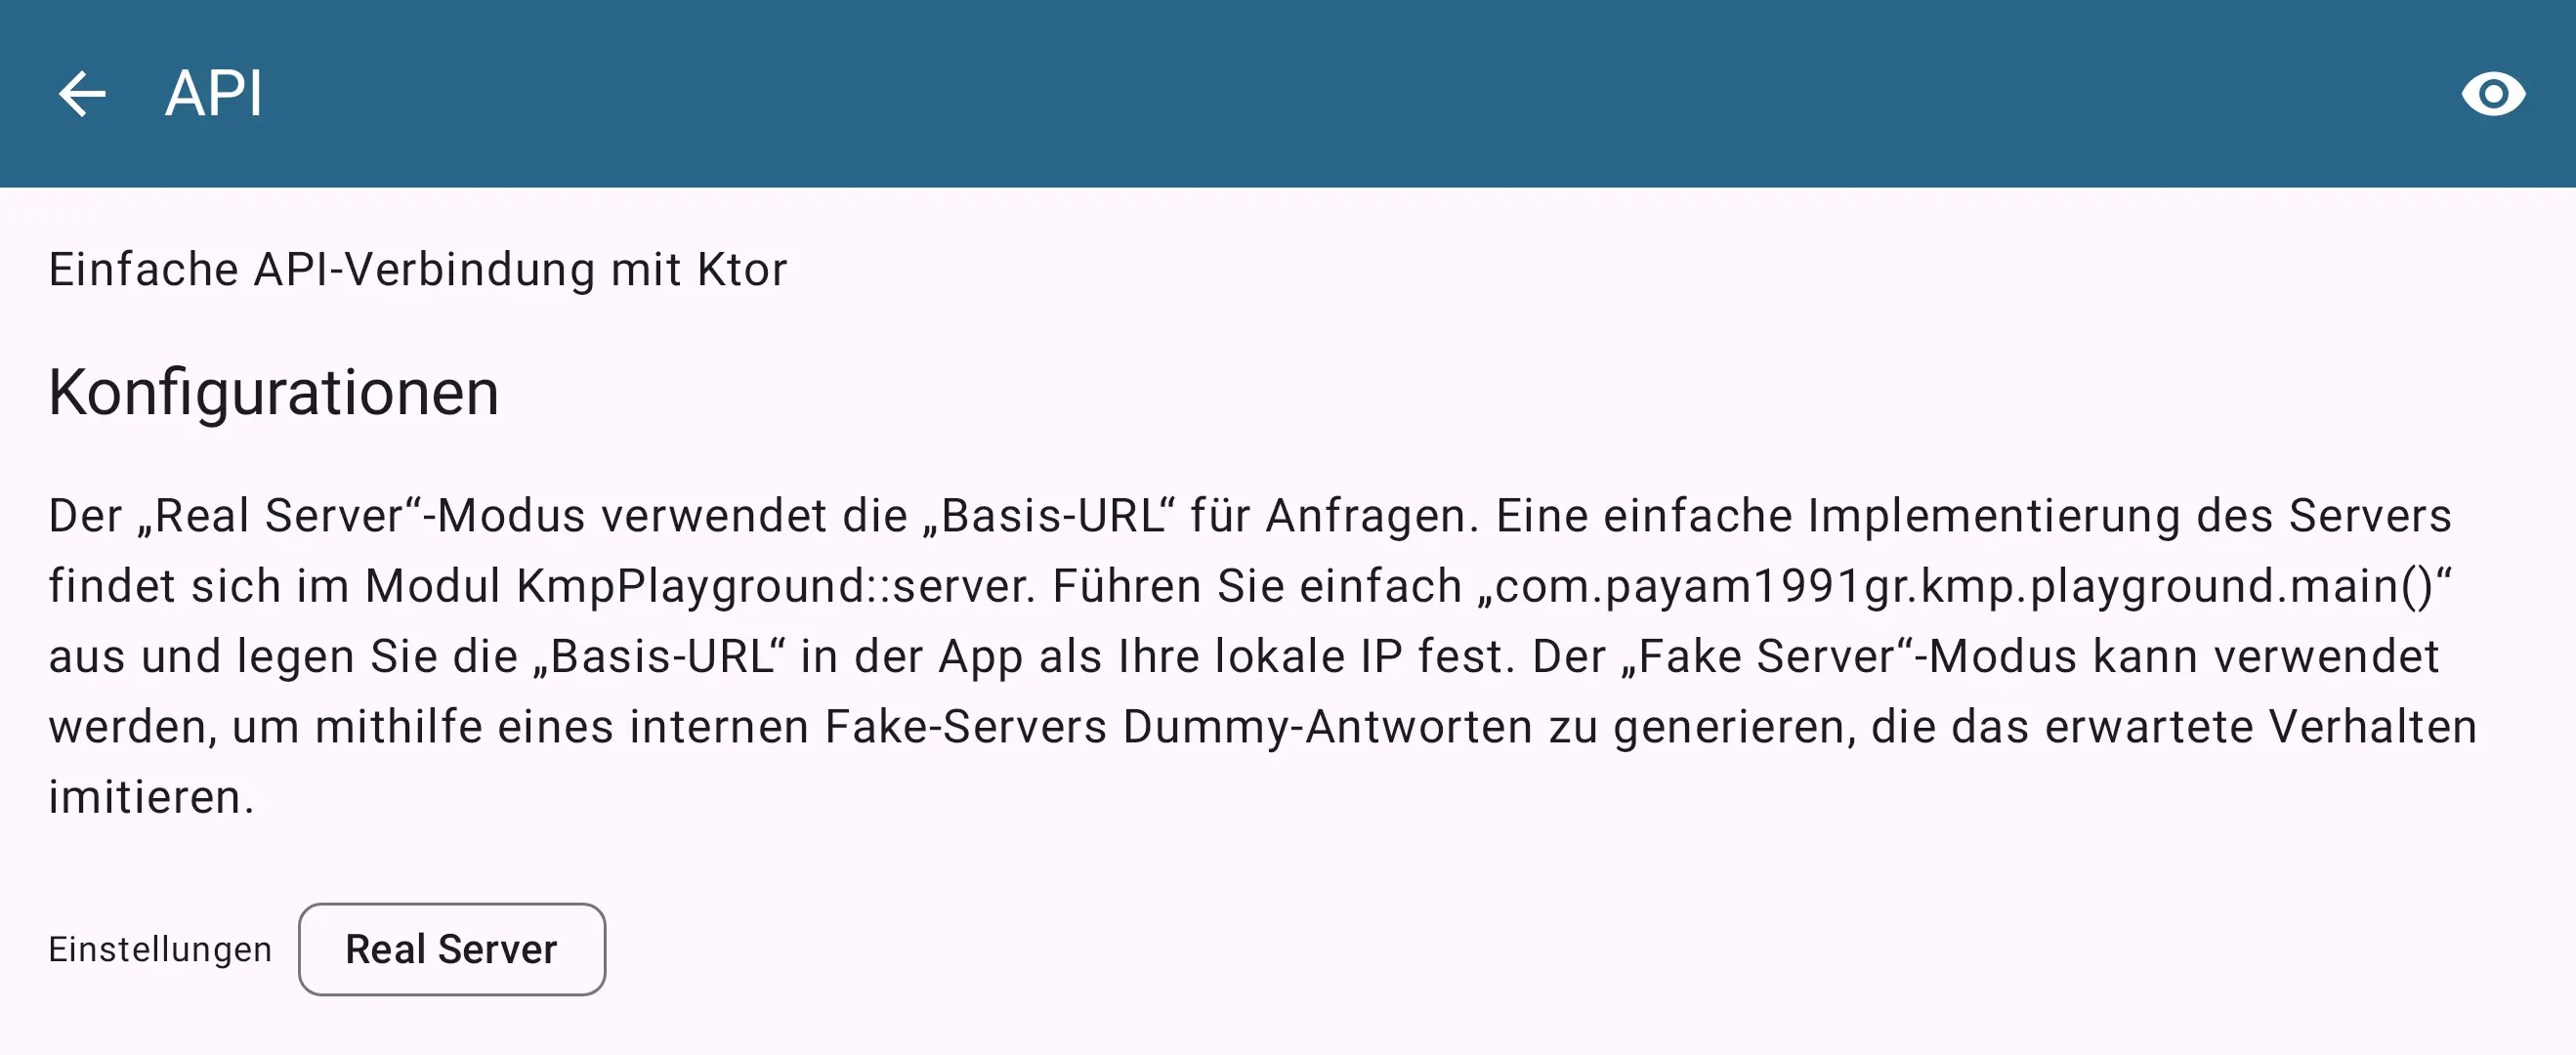 API
Einfache API-Verbindung mit Ktor
Konfigurationen
Der „Real Server“-Modus verwendet die „Basis-URL“ für Anfragen. Eine einfache Implementierung des Servers
findet sich im Modul KmpPlayground::server. Führen Sie einfach „com.payam1991gr.kmp.playground.main()“
aus und legen Sie die „Basis-URL“ in der App als Ihre lokale IP fest. Der „Fake Server“-Modus kann verwendet
werden, um mithilfe eines internen Fake-Servers Dummy-Antworten zu generieren, die das erwartete Verhalten
imitieren.
Einstellungen Real Server